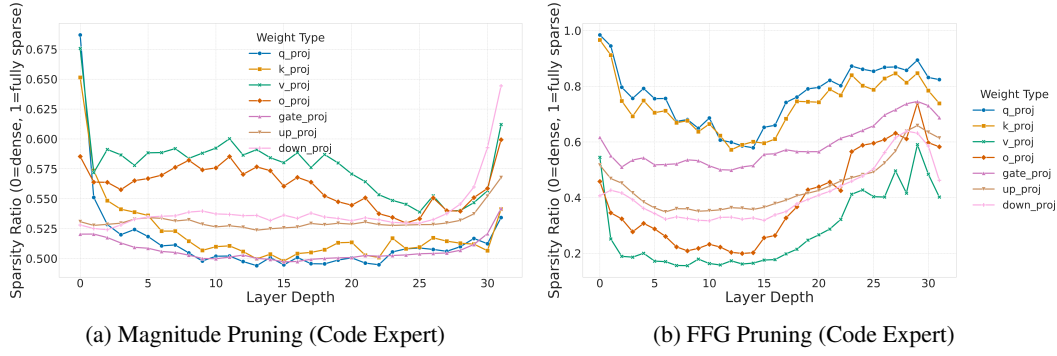 Sparsity Ratio (0=dense, 1=fully sparse)
0.675
0.650
0.625
0.600
0.575
0.550
0.525
0.500
0
5
10
15
20
25
30
Layer Depth
Weight Type
q_proj
k_proj
v_proj
o_proj
gate_proj
up_proj
down_proj
(a) Magnitude Pruning (Code Expert)
Sparsity Ratio (0=dense, 1=fully sparse)
1.0
0.8
0.6
0.4
0.2
0
5
10
15
20
25
30
Layer Depth
Weight Type
q_proj
k_proj
v_proj
o_proj
gate_proj
up_proj
down_proj
(b) FFG Pruning (Code Expert)